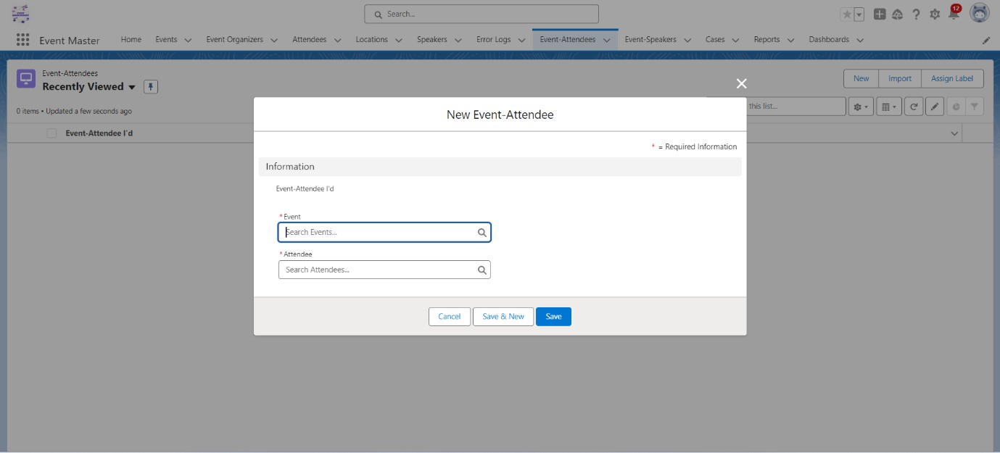 Search...
12
Event Master Home Events Event Organizers Attendees Locations Speakers Error Logs Event-Attendees Event-Speakers Cases Reports Dashboards
Event-Attendees
Recently Viewed
New Import Assign Label
0 items • Updated a few seconds ago
this list...
Event-Attendee I'd
New Event-Attendee
* = Required Information
Information
Event-Attendee I'd
* Event
Search Events...
* Attendee
Search Attendees...
Cancel Save & New Save